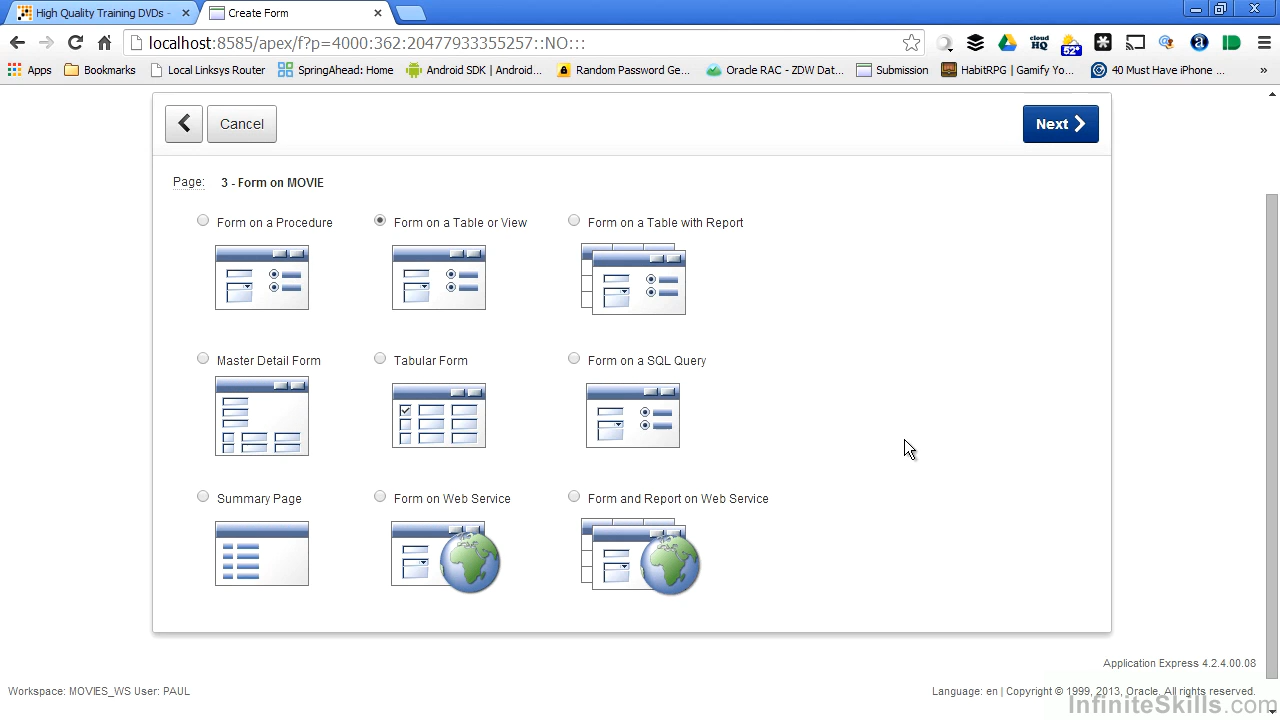 High Quality Training DVDs -
Create Form
localhost:8585/apex/f?p=4000:362:20477933355257::NO:::
cloud HQ
52°
Apps Bookmarks Local Linksys Router SpringAhead: Home Android SDK | Android... Random Password Ge... Oracle RAC - ZDW Dat... Submission HabitRPG | Gamify Yo... 40 Must Have iPhone ... »
Cancel
Next
Page: 3 - Form on MOVIE
Form on a Procedure Form on a Table or View Form on a Table with Report
Master Detail Form Tabular Form Form on a SQL Query
Summary Page Form on Web Service Form and Report on Web Service
Application Express 4.2.4.00.08
Workspace: MOVIES_WS User: PAUL
Language: en | Copyright © 1999, 2013, Oracle. All rights reserved.
InfiniteSkills.com